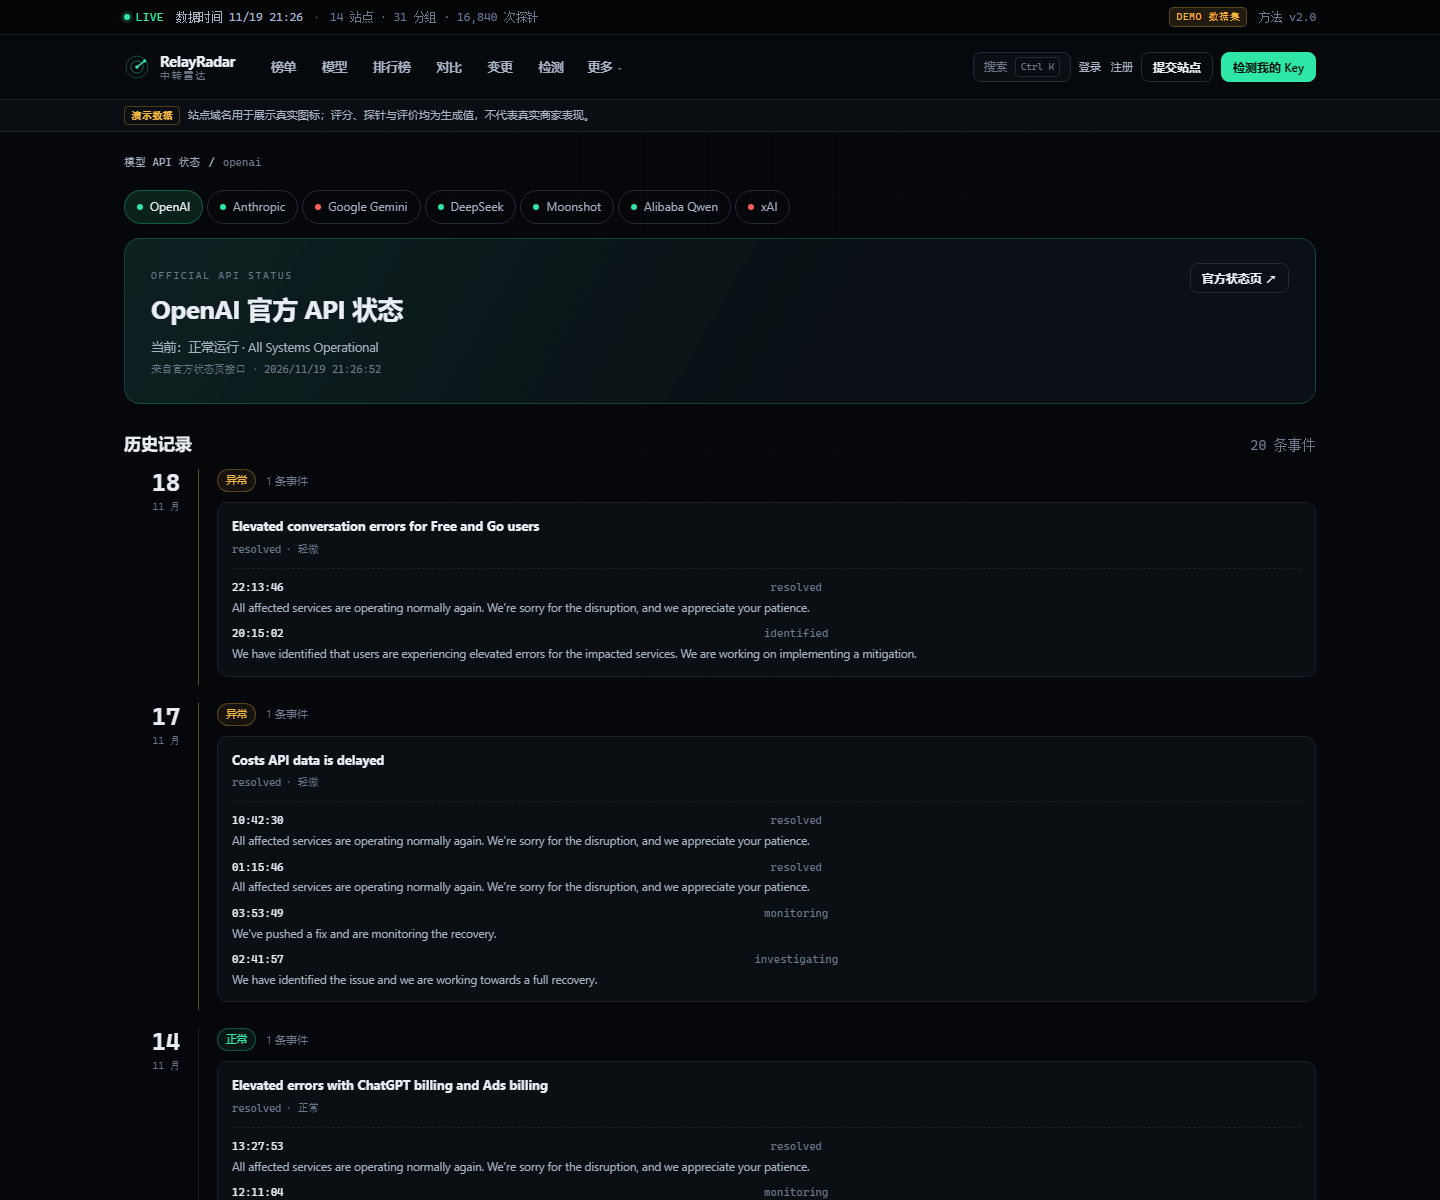 LIVE 数据时间 11/19 21:26 · 14 站点 · 31 分组 · 16,840 次探针
DEMO 数据集 方法 v2.0
RelayRadar
中转雷达
榜单 模型 排行榜 对比 变更 检测 更多
搜索 Ctrl K 登录 注册 提交站点 检测我的 Key
演示数据 站点域名用于展示真实图标；评分、探针与评价均为生成值，不代表真实商家表现。
模型 API 状态 / openai
OpenAI Anthropic Google Gemini DeepSeek Moonshot Alibaba Qwen xAI
OFFICIAL API STATUS
官方状态页 ↗
OpenAI 官方 API 状态
当前：正常运行 · All Systems Operational
来自官方状态页接口 · 2026/11/19 21:26:52
历史记录
20 条事件
18
11 月
异常 1 条事件
Elevated conversation errors for Free and Go users
resolved · 轻微
22:13:46 resolved
All affected services are operating normally again. We're sorry for the disruption, and we appreciate your patience.
20:15:02 identified
We have identified that users are experiencing elevated errors for the impacted services. We are working on implementing a mitigation.
17
11 月
异常 1 条事件
Costs API data is delayed
resolved · 轻微
10:42:30 resolved
All affected services are operating normally again. We're sorry for the disruption, and we appreciate your patience.
01:15:46 resolved
All affected services are operating normally again. We're sorry for the disruption, and we appreciate your patience.
03:53:49 monitoring
We've pushed a fix and are monitoring the recovery.
02:41:57 investigating
We have identified the issue and we are working towards a full recovery.
14
11 月
正常 1 条事件
Elevated errors with ChatGPT billing and Ads billing
resolved · 正常
13:27:53 resolved
All affected services are operating normally again. We're sorry for the disruption, and we appreciate your patience.
12:11:04 monitoring